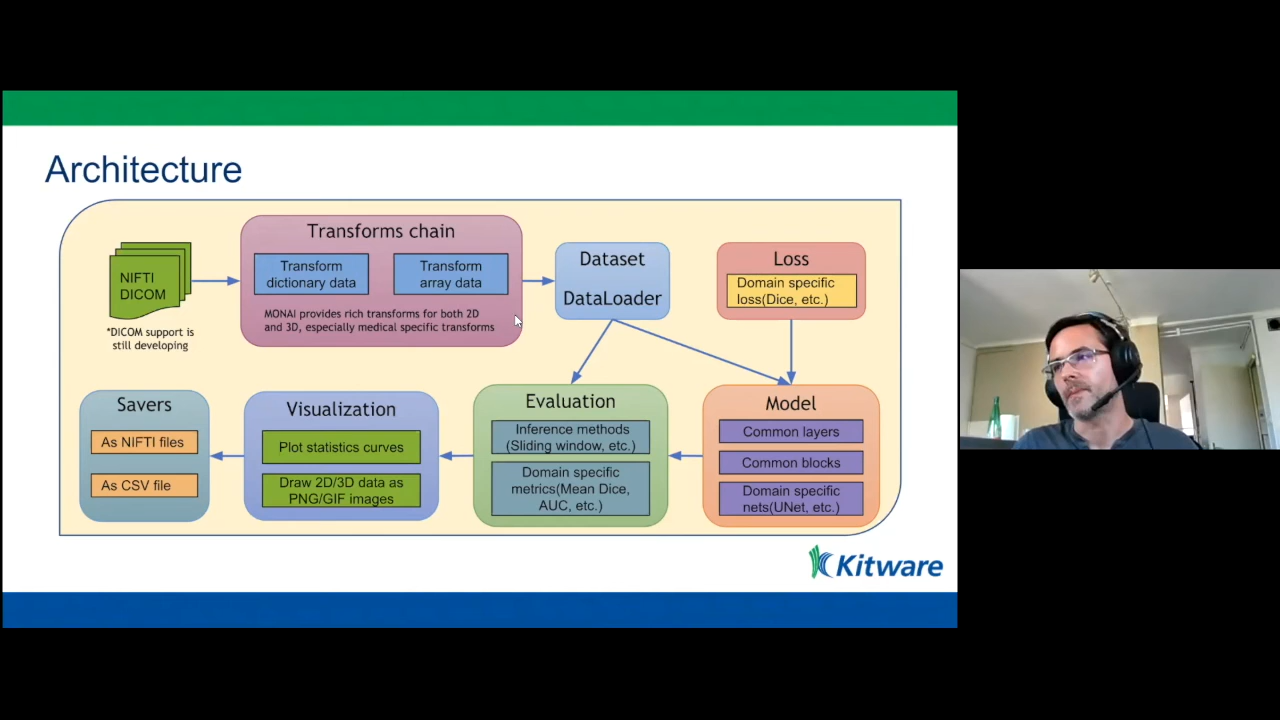 Architecture
NIFTI
DICOM
*DICOM support is
still developing
Transforms chain
Transform
dictionary data
Transform
array data
MONAI provides rich transforms for both 2D
and 3D, especially medical specific transforms
Dataset
DataLoader
Loss
Domain specific
loss(Dice, etc.)
Savers
As NIFTI files
As CSV file
Visualization
Plot statistics curves
Draw 2D/3D data as
PNG/GIF images
Evaluation
Inference methods
(Sliding window, etc.)
Domain specific
metrics(Mean Dice,
AUC, etc.)
Model
Common layers
Common blocks
Domain specific
nets(UNet, etc.)
Kitware